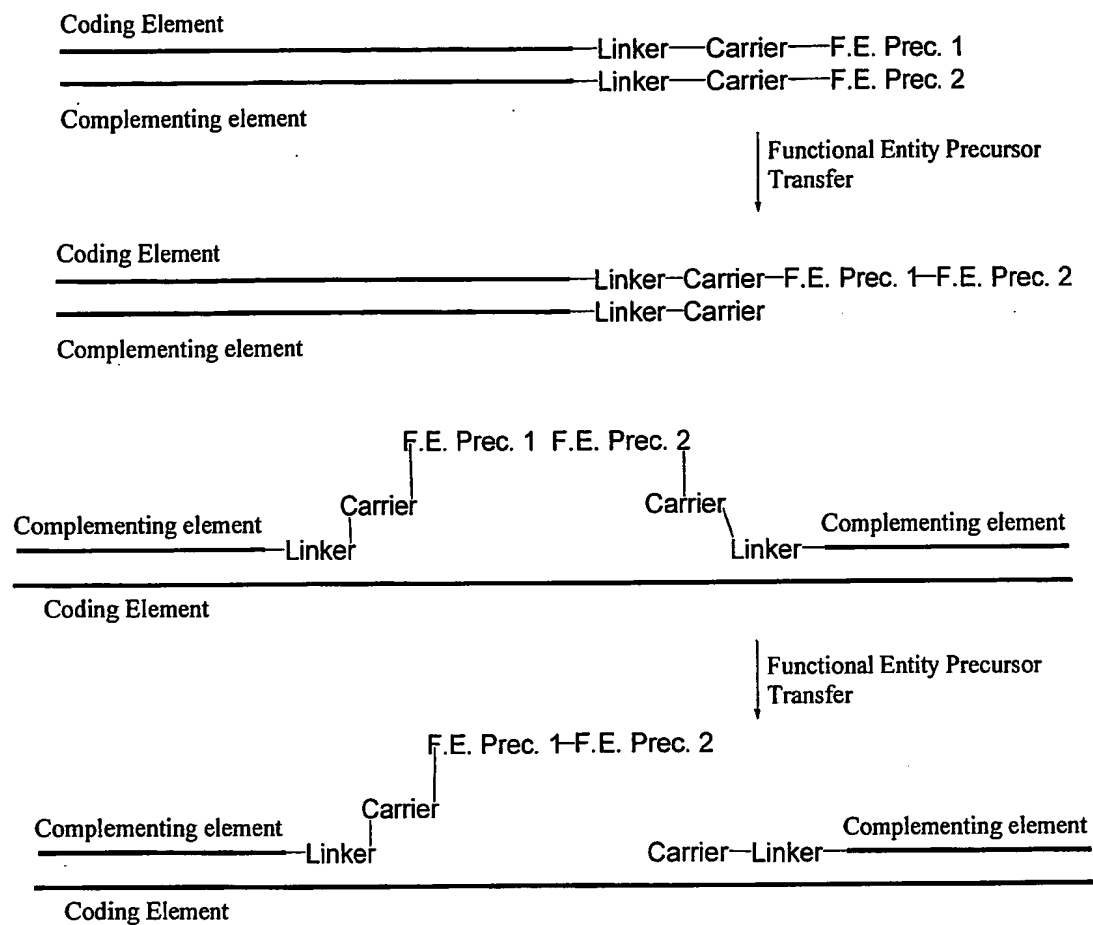 Coding Element
Linker—Carrier—F.E. Prec. 1
Linker—Carrier—F.E. Prec. 2
Complementing element
Functional Entity Precursor
Transfer
Coding Element
Linker—Carrier—F.E. Prec. 1—F.E. Prec. 2
Linker—Carrier
Complementing element
F.E. Prec. 1 F.E. Prec. 2
Carrier Carrier
Complementing element Complementing element
Linker Linker
Coding Element
Functional Entity Precursor
Transfer
F.E. Prec. 1—F.E. Prec. 2
Carrier
Complementing element Complementing element
Linker Carrier—Linker
Coding Element